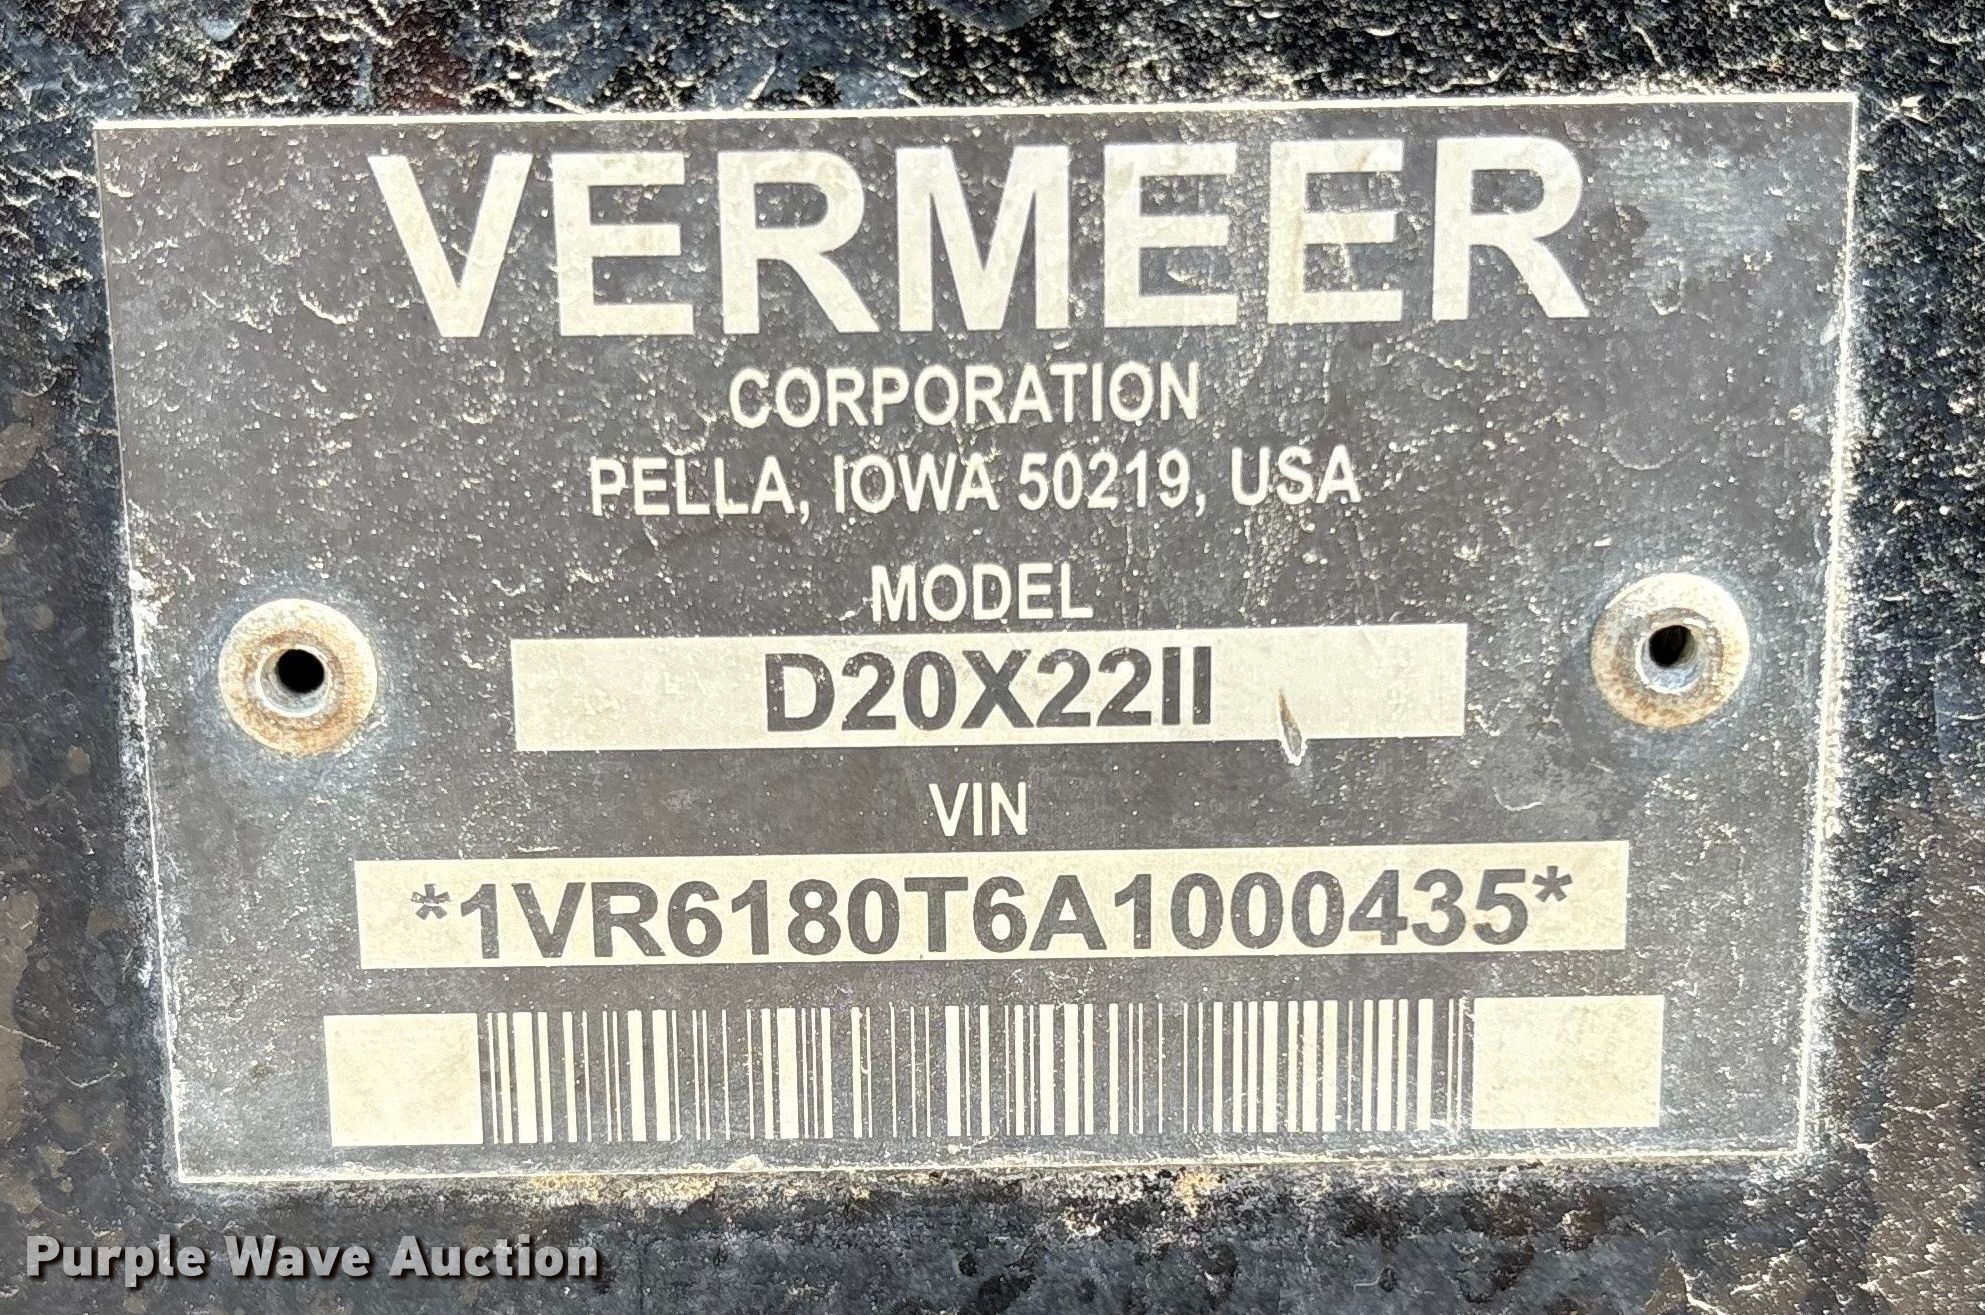 VERMEER
CORPORATION
PELLA, IOWA 50219, USA
MODEL
D20X22II
VIN
*1VR6180T6A1000435*
Purple Wave Auction